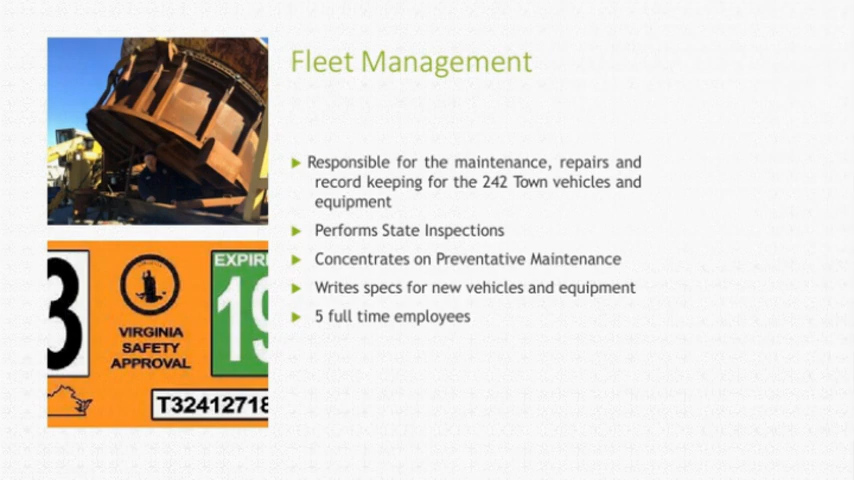 Fleet Management
Responsible for the maintenance, repairs and
record keeping for the 242 Town vehicles and
equipment
Performs State Inspections
Concentrates on Preventative Maintenance
Writes specs for new vehicles and equipment
5 full time employees
3
EXPIR
19
VIRGINIA
SAFETY
APPROVAL
T32412718